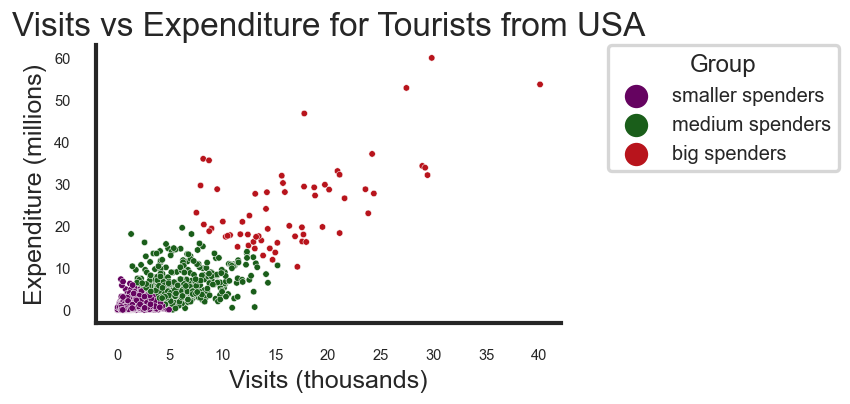 Visits vs Expenditure for Tourists from USA
Expenditure (millions)
60
50
40
30
20
10
0
0 5 10 15 20 25 30 35 40
Visits (thousands)
Group
smaller spenders
medium spenders
big spenders